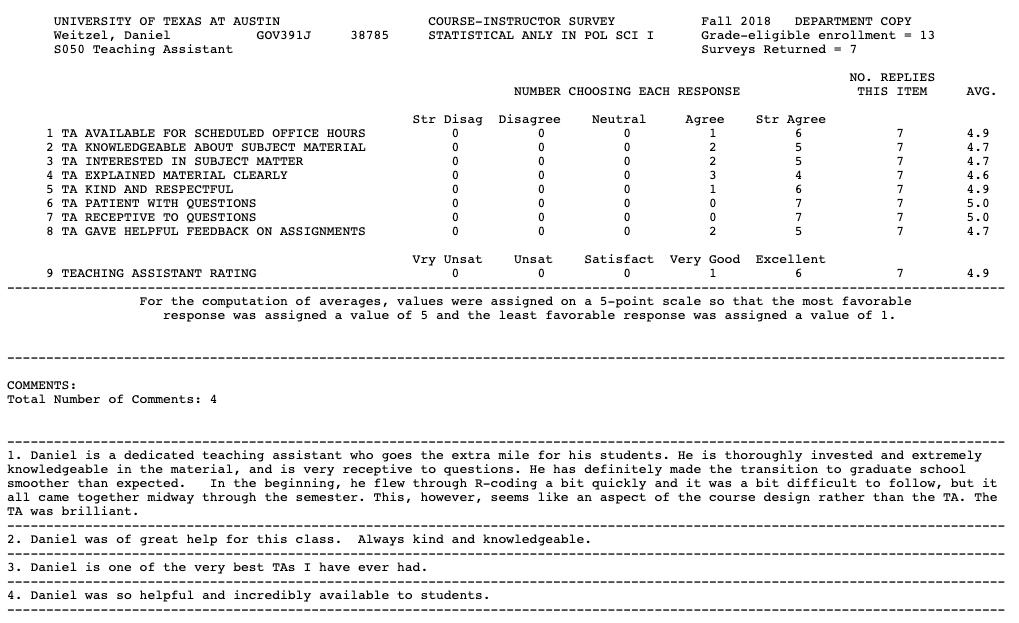 UNIVERSITY OF TEXAS AT AUSTIN COURSE-INSTRUCTOR SURVEY Fall 2018 DEPARTMENT COPY
Weitzel, Daniel GOV391J 38785 STATISTICAL ANLY IN POL SCI I Grade-eligible enrollment = 13
S050 Teaching Assistant Surveys Returned = 7
NO. REPLIES
NUMBER CHOOSING EACH RESPONSE THIS ITEM AVG.
Str Disag Disagree Neutral Agree Str Agree
1 TA AVAILABLE FOR SCHEDULED OFFICE HOURS 0 0 0 1 6 7 4.9
2 TA KNOWLEDGEABLE ABOUT SUBJECT MATERIAL 0 0 0 2 5 7 4.7
3 TA INTERESTED IN SUBJECT MATTER 0 0 0 2 5 7 4.7
4 TA EXPLAINED MATERIAL CLEARLY 0 0 0 3 4 7 4.6
5 TA KIND AND RESPECTFUL 0 0 0 1 6 7 4.9
6 TA PATIENT WITH QUESTIONS 0 0 0 0 7 7 5.0
7 TA RECEPTIVE TO QUESTIONS 0 0 0 0 7 7 5.0
8 TA GAVE HELPFUL FEEDBACK ON ASSIGNMENTS 0 0 0 2 5 7 4.7
Vry Unsat Unsat Satisfact Very Good Excellent
9 TEACHING ASSISTANT RATING 0 0 0 1 6 7 4.9
For the computation of averages, values were assigned on a 5-point scale so that the most favorable
response was assigned a value of 5 and the least favorable response was assigned a value of 1.
COMMENTS:
Total Number of Comments: 4
1. Daniel is a dedicated teaching assistant who goes the extra mile for his students. He is thoroughly invested and extremely
knowledgeable in the material, and is very receptive to questions. He has definitely made the transition to graduate school
smoother than expected. In the beginning, he flew through R-coding a bit quickly and it was a bit difficult to follow, but it
all came together midway through the semester. This, however, seems like an aspect of the course design rather than the TA. The
TA was brilliant.
2. Daniel was of great help for this class. Always kind and knowledgeable.
3. Daniel is one of the very best TAs I have ever had.
4. Daniel was so helpful and incredibly available to students.